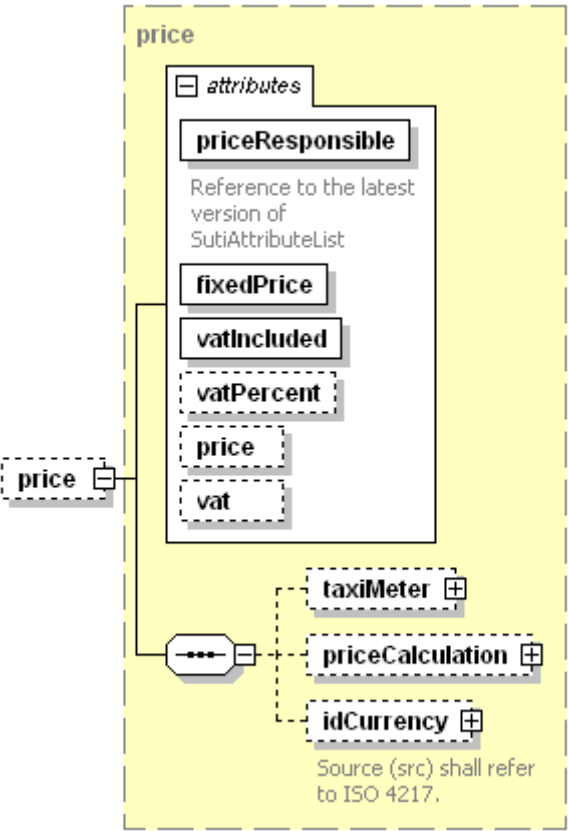 price
attributes
priceResponsible
Reference to the latest
version of
SutiAttributeList
fixedPrice
vatIncluded
vatPercent
price
vat
price
taxiMeter
priceCalculation
idCurrency
Source (src) shall refer
to ISO 4217.